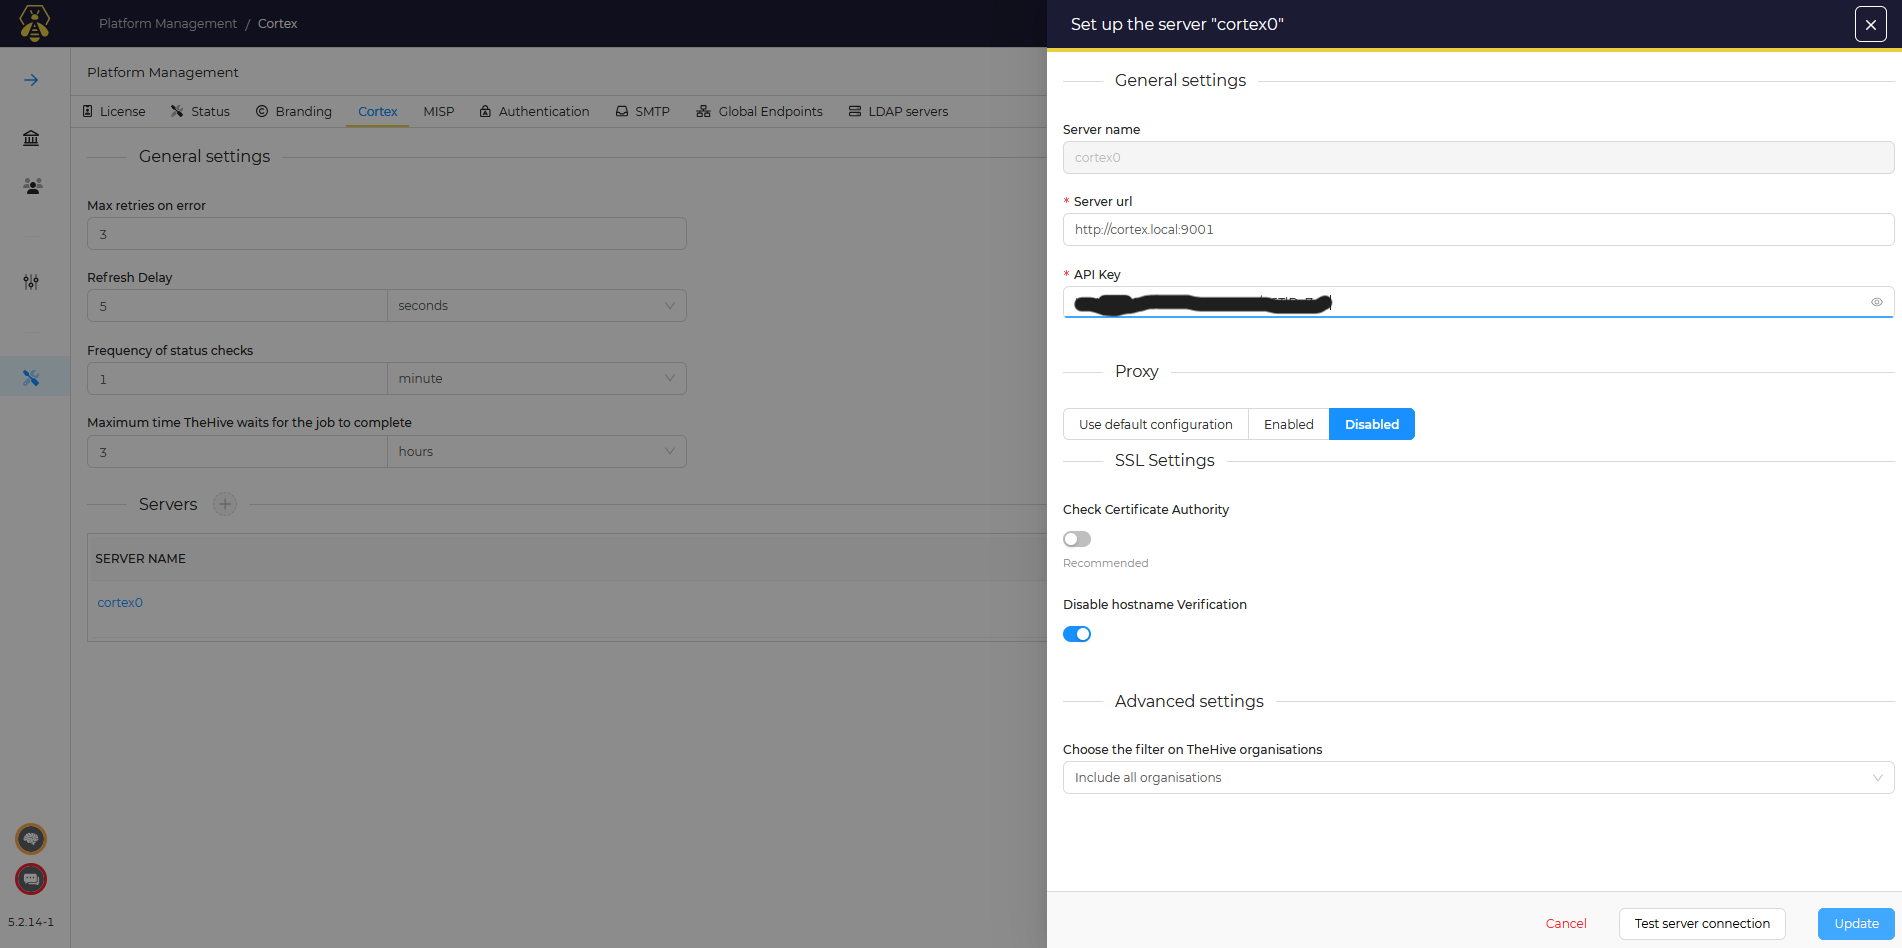 Platform Management / Cortex
Platform Management
License Status Branding Cortex MISP Authentication SMTP Global Endpoints LDAP servers
General settings
Max retries on error
3
Refresh Delay
5 seconds
Frequency of status checks
1 minute
Maximum time TheHive waits for the job to complete
3 hours
Servers
SERVER NAME
cortex0
5.2.14-1
Set up the server "cortex0"
General settings
Server name
cortex0
* Server url
http://cortex.local:9001
* API Key
Proxy
Use default configuration Enabled Disabled
SSL Settings
Check Certificate Authority
Recommended
Disable hostname Verification
Advanced settings
Choose the filter on TheHive organisations
Include all organisations
Cancel Test server connection Update